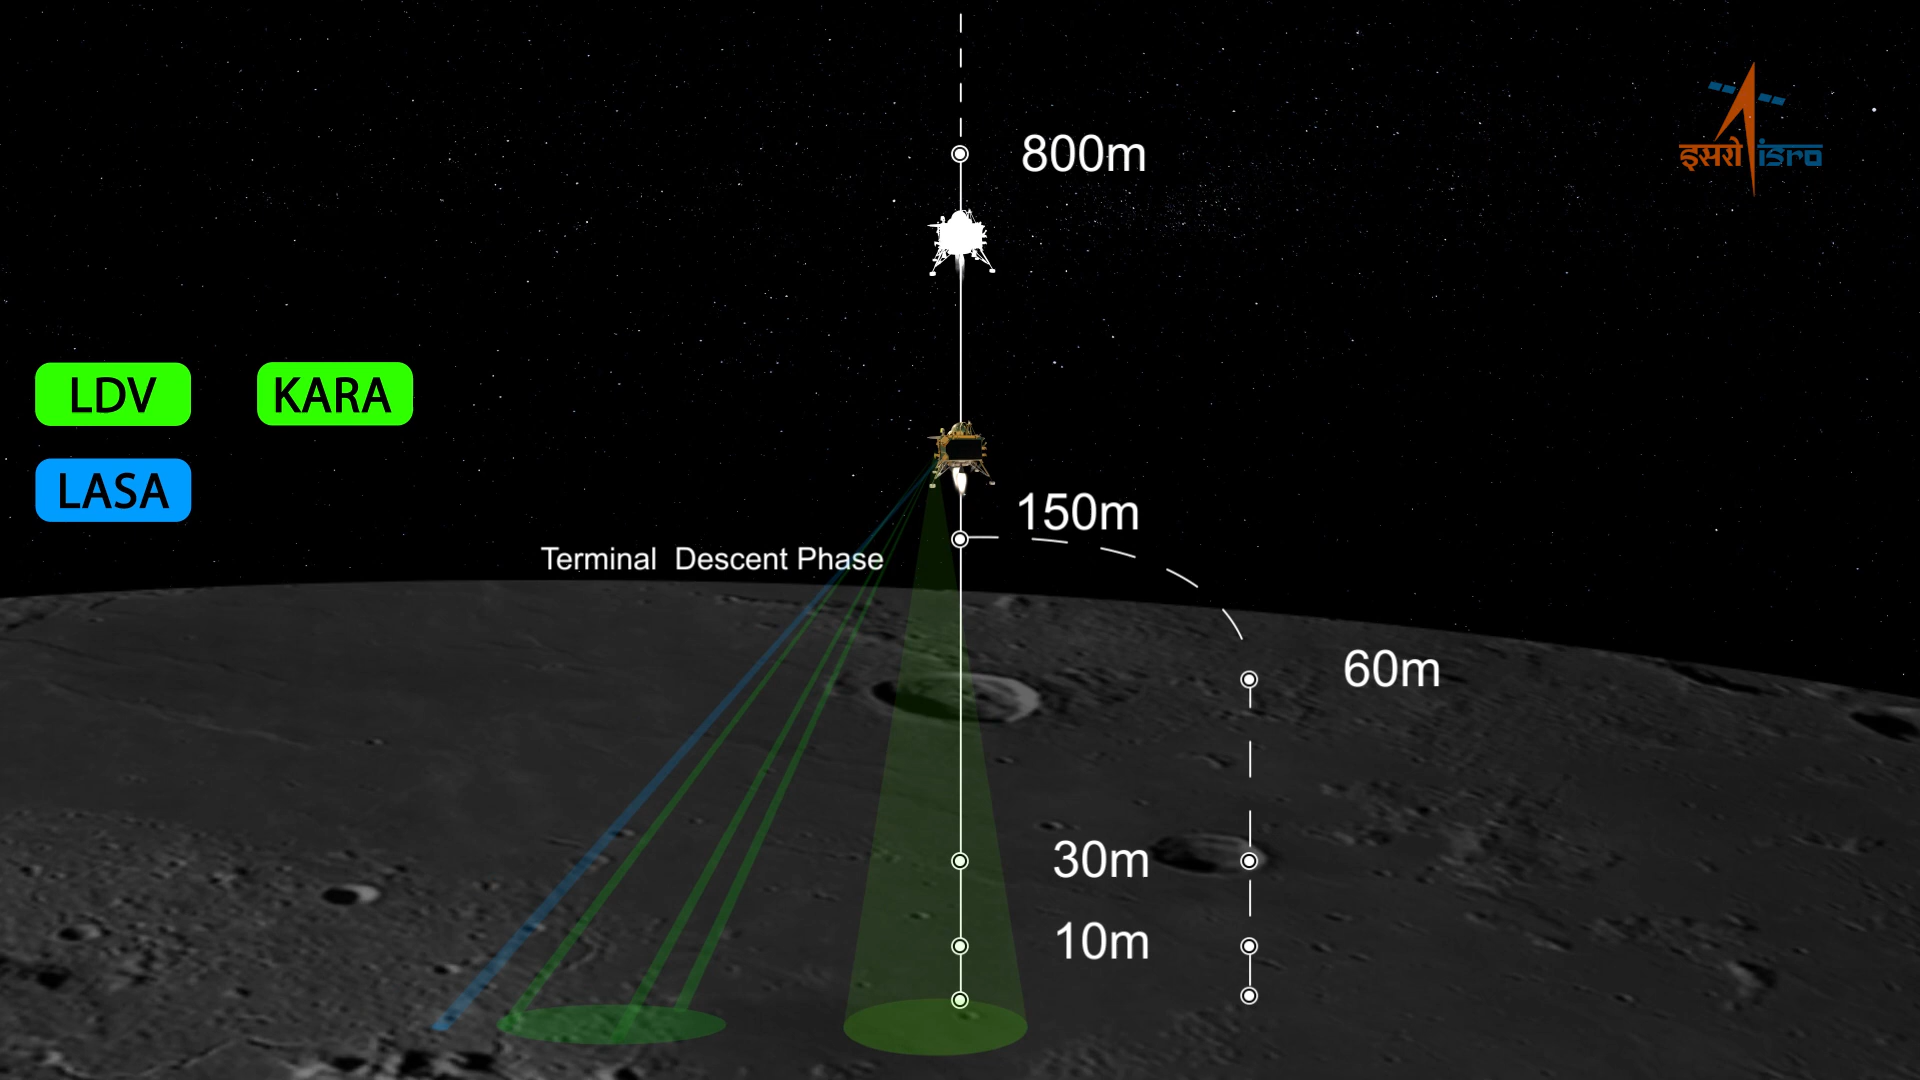 800m
इसरो isro
LDV KARA
LASA
150m
Terminal Descent Phase
60m
30m
10m